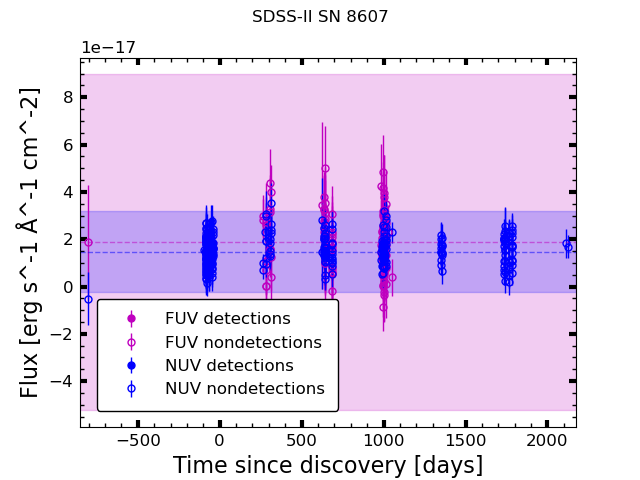 SDSS-II SN 8607
1e−17
8
6
4
2
0
−2
−4
Flux [erg s^-1 Å^-1 cm^-2]
FUV detections
FUV nondetections
NUV detections
NUV nondetections
−500 0 500 1000 1500 2000
Time since discovery [days]